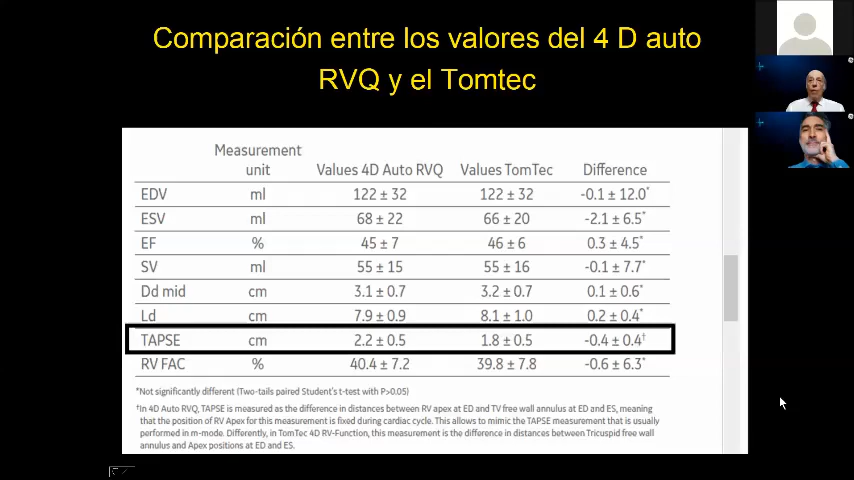 Comparación entre los valores del 4 D auto
RVQ y el Tomtec
Measurement unit Values 4D Auto RVQ Values TomTec Difference
EDV ml 122 ± 32 122 ± 32 -0.1 ± 12.0*
ESV ml 68 ± 22 66 ± 20 -2.1 ± 6.5*
EF % 45 ± 7 46 ± 6 0.3 ± 4.5*
SV ml 55 ± 15 55 ± 16 -0.1 ± 7.7*
Dd mid cm 3.1 ± 0.7 3.2 ± 0.7 0.1 ± 0.6*
Ld cm 7.9 ± 0.9 8.1 ± 1.0 0.2 ± 0.4*
TAPSE cm 2.2 ± 0.5 1.8 ± 0.5 -0.4 ± 0.4†
RV FAC % 40.4 ± 7.2 39.8 ± 7.8 -0.6 ± 6.3*
*Not significantly different (Two-tails paired Student's t-test with P>0.05)
†In 4D Auto RVQ, TAPSE is measured as the difference in distances between RV apex at ED and TV free wall annulus at ED and ES, meaning
that the position of RV Apex for this measurement is fixed during cardiac cycle. This allows to mimic the TAPSE measurement that is usually
performed in m-mode. Differently, in TomTec 4D RV-Function, this measurement is the difference in distances between Tricuspid free wall
annulus and Apex positions at ED and ES.